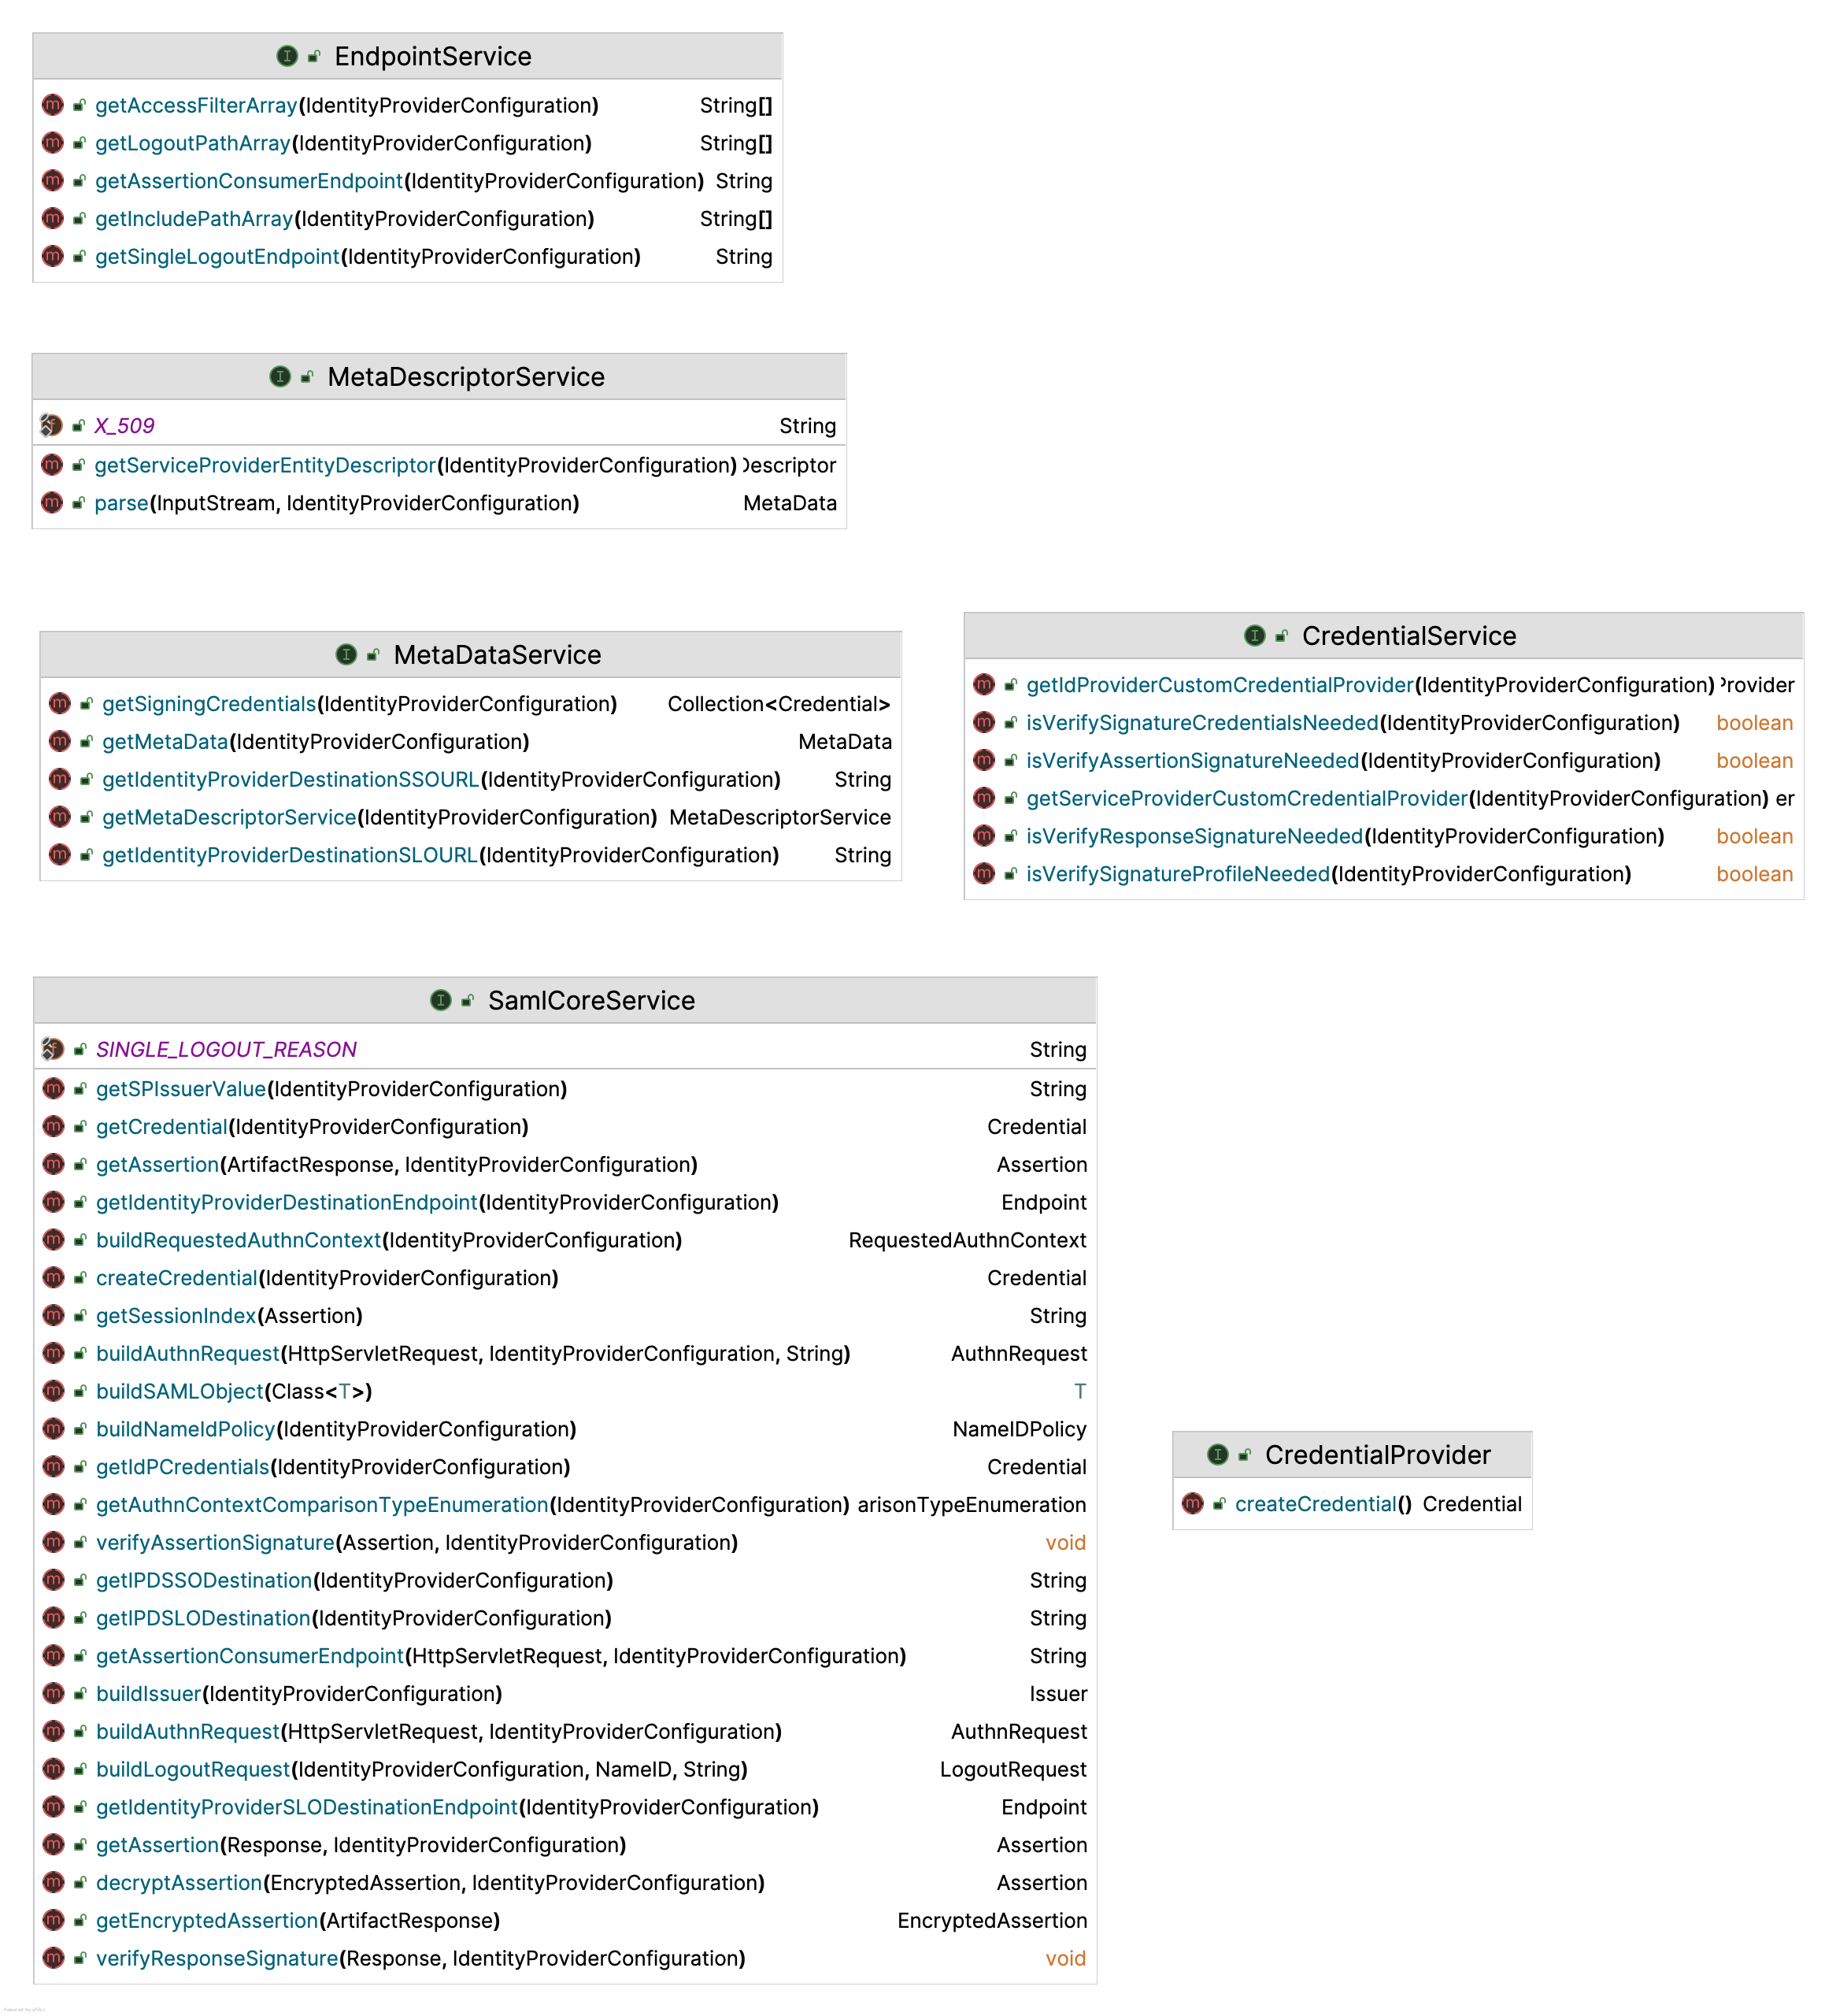 EndpointService
getAccessFilterArray(IdentityProviderConfiguration) String[]
getLogoutPathArray(IdentityProviderConfiguration) String[]
getAssertionConsumerEndpoint(IdentityProviderConfiguration) String
getIncludePathArray(IdentityProviderConfiguration) String[]
getSingleLogoutEndpoint(IdentityProviderConfiguration) String
MetaDescriptorService
X_509 String
getServiceProviderEntityDescriptor(IdentityProviderConfiguration) Descriptor
parse(InputStream, IdentityProviderConfiguration) MetaData
MetaDataService
getSigningCredentials(IdentityProviderConfiguration) Collection<Credential>
getMetaData(IdentityProviderConfiguration) MetaData
getIdentityProviderDestinationSSOURL(IdentityProviderConfiguration) String
getMetaDescriptorService(IdentityProviderConfiguration) MetaDescriptorService
getIdentityProviderDestinationSLOURL(IdentityProviderConfiguration) String
CredentialService
getIdProviderCustomCredentialProvider(IdentityProviderConfiguration) Provider
isVerifySignatureCredentialsNeeded(IdentityProviderConfiguration) boolean
isVerifyAssertionSignatureNeeded(IdentityProviderConfiguration) boolean
getServiceProviderCustomCredentialProvider(IdentityProviderConfiguration) er
isVerifyResponseSignatureNeeded(IdentityProviderConfiguration) boolean
isVerifySignatureProfileNeeded(IdentityProviderConfiguration) boolean
SamlCoreService
SINGLE_LOGOUT_REASON String
getSPIssuerValue(IdentityProviderConfiguration) String
getCredential(IdentityProviderConfiguration) Credential
getAssertion(ArtifactResponse, IdentityProviderConfiguration) Assertion
getIdentityProviderDestinationEndpoint(IdentityProviderConfiguration) Endpoint
buildRequestedAuthnContext(IdentityProviderConfiguration) RequestedAuthnContext
createCredential(IdentityProviderConfiguration) Credential
getSessionIndex(Assertion) String
buildAuthnRequest(HttpServletRequest, IdentityProviderConfiguration, String) AuthnRequest
buildSAMLObject(Class<T>) T
buildNameIdPolicy(IdentityProviderConfiguration) NameIDPolicy
getIdPCredentials(IdentityProviderConfiguration) Credential
getAuthnContextComparisonTypeEnumeration(IdentityProviderConfiguration) arisonTypeEnumeration
verifyAssertionSignature(Assertion, IdentityProviderConfiguration) void
getIPDSSODestination(IdentityProviderConfiguration) String
getIPDSLODestination(IdentityProviderConfiguration) String
getAssertionConsumerEndpoint(HttpServletRequest, IdentityProviderConfiguration) String
buildIssuer(IdentityProviderConfiguration) Issuer
buildAuthnRequest(HttpServletRequest, IdentityProviderConfiguration) AuthnRequest
buildLogoutRequest(IdentityProviderConfiguration, NameID, String) LogoutRequest
getIdentityProviderSLODestinationEndpoint(IdentityProviderConfiguration) Endpoint
getAssertion(Response, IdentityProviderConfiguration) Assertion
decryptAssertion(EncryptedAssertion, IdentityProviderConfiguration) Assertion
getEncryptedAssertion(ArtifactResponse) EncryptedAssertion
verifyResponseSignature(Response, IdentityProviderConfiguration) void
CredentialProvider
createCredential() Credential
Powered by yFiles